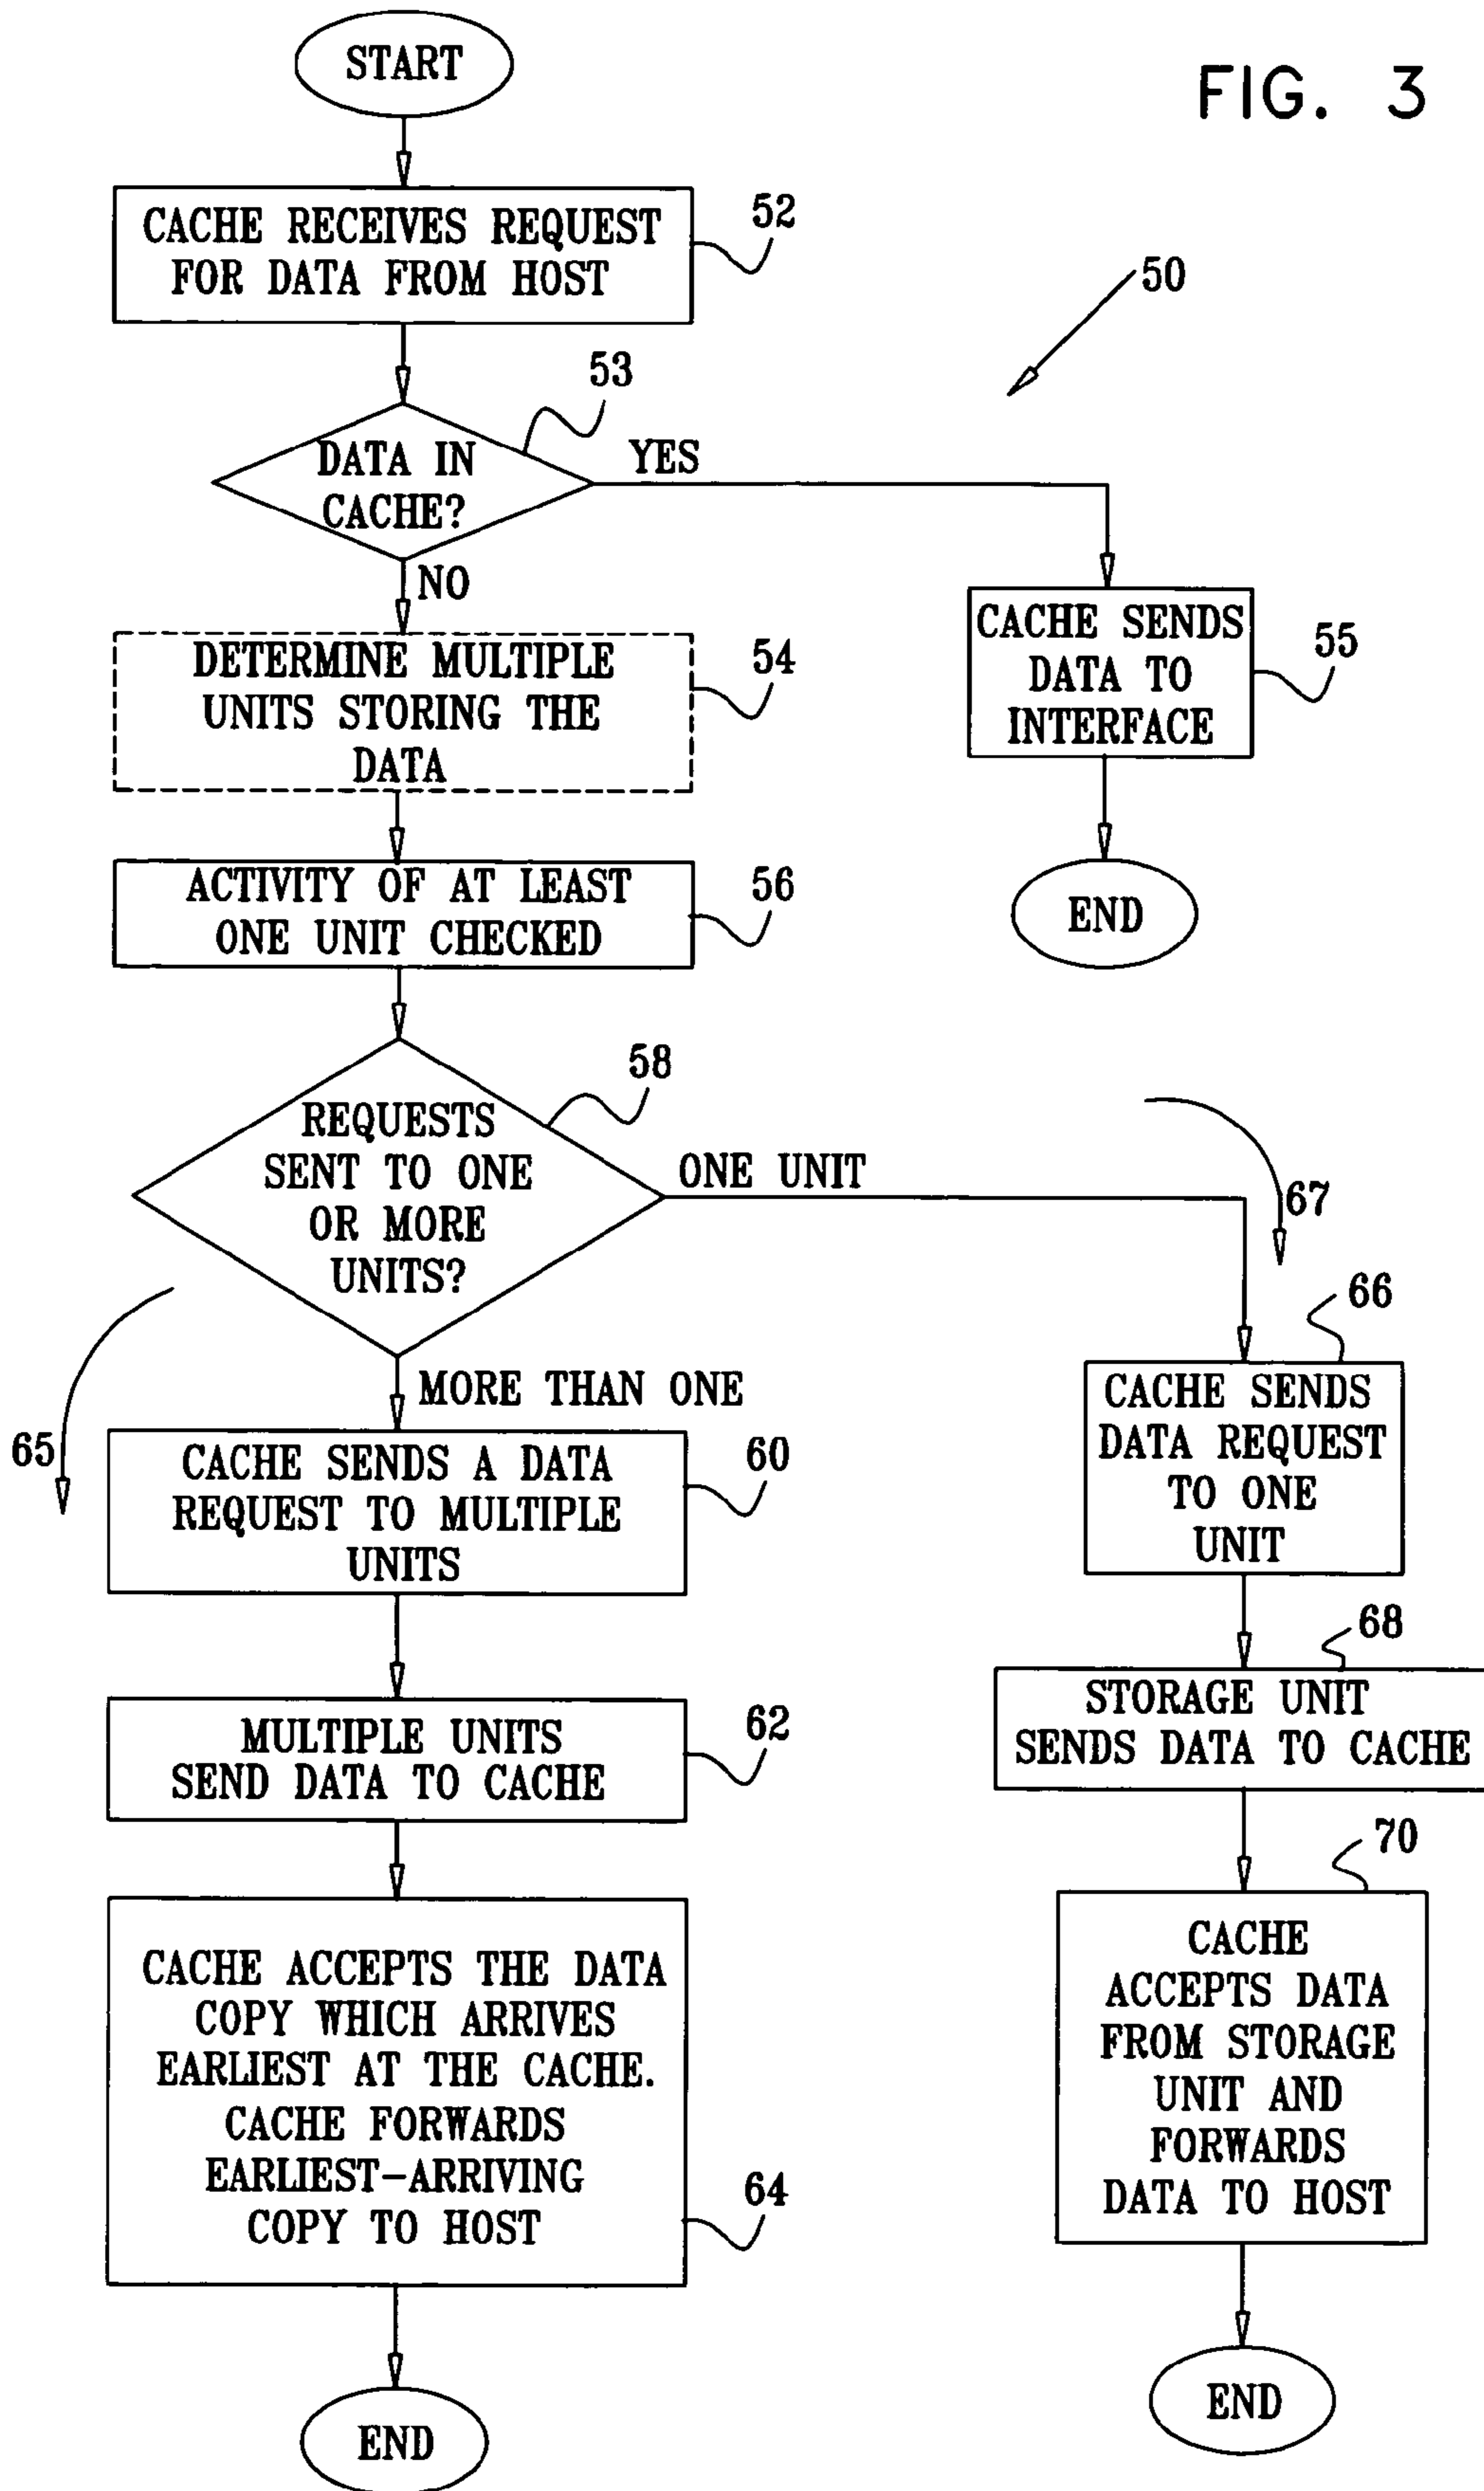 START
FIG. 3
CACHE RECEIVES REQUEST
FOR DATA FROM HOST
52
50
53
DATA IN
CACHE?
YES
NO
DETERMINE MULTIPLE
UNITS STORING THE
DATA
54
CACHE SENDS
DATA TO
INTERFACE
55
ACTIVITY OF AT LEAST
ONE UNIT CHECKED
56
END
58
REQUESTS
SENT TO ONE
OR MORE
UNITS?
ONE UNIT
67
65
MORE THAN ONE
66
CACHE SENDS
DATA REQUEST
TO ONE
UNIT
CACHE SENDS A DATA
REQUEST TO MULTIPLE
UNITS
60
68
STORAGE UNIT
SENDS DATA TO CACHE
MULTIPLE UNITS
SEND DATA TO CACHE
62
70
CACHE
ACCEPTS DATA
FROM STORAGE
UNIT AND
FORWARDS
DATA TO HOST
CACHE ACCEPTS THE DATA
COPY WHICH ARRIVES
EARLIEST AT THE CACHE.
CACHE FORWARDS
EARLIEST-ARRIVING
COPY TO HOST
64
END
END